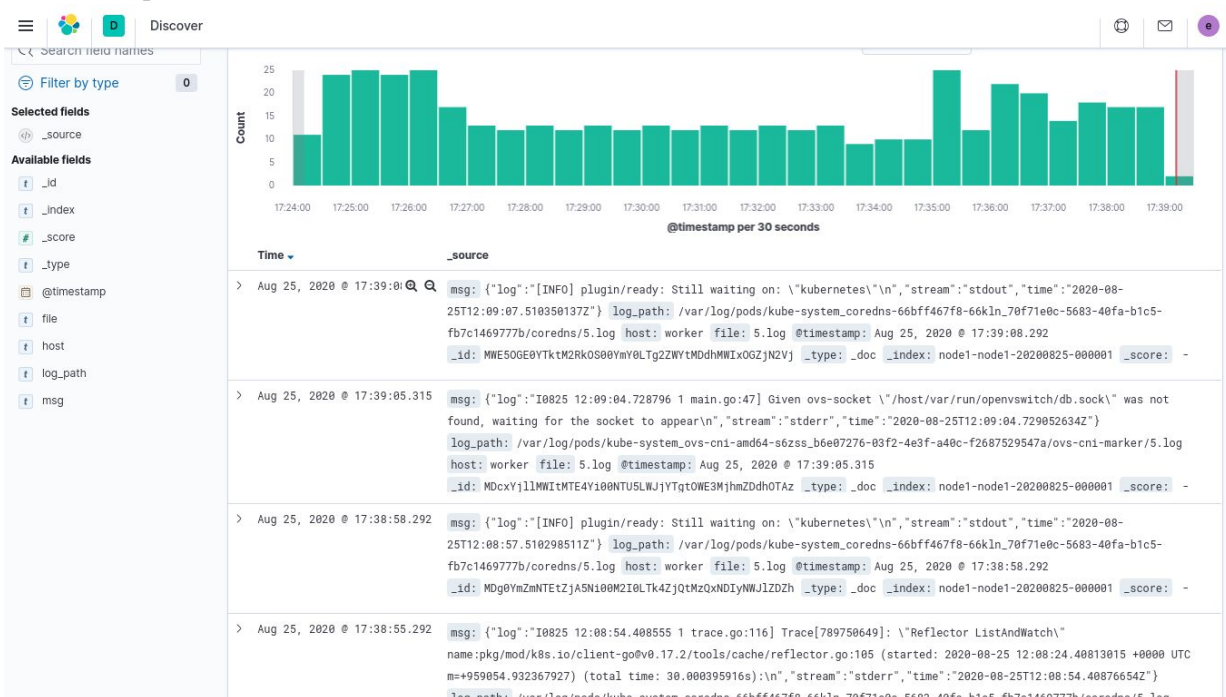 D Discover e
Search field names
Filter by type 0
Selected fields
_source
Available fields
t _id
t _index
# _score
t _type
@timestamp
t file
t host
t log_path
t msg
Count
25
20
15
10
5
0
17:24:00 17:25:00 17:26:00 17:27:00 17:28:00 17:29:00 17:30:00 17:31:00 17:32:00 17:33:00 17:34:00 17:35:00 17:36:00 17:37:00 17:38:00 17:39:00
@timestamp per 30 seconds
Time _source
Aug 25, 2020 @ 17:39:0 msg: {"log":"[INFO] plugin/ready: Still waiting on: \"kubernetes\"\n","stream":"stdout","time":"2020-08-
25T12:09:07.510350137Z"} log_path: /var/log/pods/kube-system_coredns-66bff467f8-66kln_70f71e0c-5683-40fa-b1c5-
fb7c1469777b/coredns/5.log host: worker file: 5.log @timestamp: Aug 25, 2020 @ 17:39:08.292
_id: MWE5OGE0YTktM2RkOS00YmY0LTg2ZWYtMDdhMWIxOGZjN2Vj _type: _doc _index: node1-node1-20200825-000001 _score: -
Aug 25, 2020 @ 17:39:05.315 msg: {"log":"I0825 12:09:04.728796 1 main.go:47] Given ovs-socket \"/host/var/run/openvswitch/db.sock\" was not
found, waiting for the socket to appear\n","stream":"stderr","time":"2020-08-25T12:09:04.729052634Z"}
log_path: /var/log/pods/kube-system_ovs-cni-amd64-s6zss_b6e07276-03f2-4e3f-a40c-f2687529547a/ovs-cni-marker/5.log
host: worker file: 5.log @timestamp: Aug 25, 2020 @ 17:39:05.315
_id: MDcxYjllMWItMTE4Yi00NTU5LWJjYTgtOWE3MjhmZDdhOTAz _type: _doc _index: node1-node1-20200825-000001 _score: -
Aug 25, 2020 @ 17:38:58.292 msg: {"log":"[INFO] plugin/ready: Still waiting on: \"kubernetes\"\n","stream":"stdout","time":"2020-08-
25T12:08:57.510298511Z"} log_path: /var/log/pods/kube-system_coredns-66bff467f8-66kln_70f71e0c-5683-40fa-b1c5-
fb7c1469777b/coredns/5.log host: worker file: 5.log @timestamp: Aug 25, 2020 @ 17:38:58.292
_id: MDg0YmZmNTEtZjA5Ni00M2I0LTk4ZjQtMzQxNDIyNWJlZDZh _type: _doc _index: node1-node1-20200825-000001 _score: -
Aug 25, 2020 @ 17:38:55.292 msg: {"log":"I0825 12:08:54.408555 1 trace.go:116] Trace[789750649]: \"Reflector ListAndWatch\"
name:pkg/mod/k8s.io/client-go@v0.17.2/tools/cache/reflector.go:105 (started: 2020-08-25 12:08:24.40813015 +0000 UTC
m=+959054.932367927) (total time: 30.000395916s):\n","stream":"stderr","time":"2020-08-25T12:08:54.40876654Z"}
log_path: /var/log/pods/kube-system_coredns-66bff467f8-66kln_70f71e0c-5683-40fa-b1c5-fb7c1469777b/coredns/5.log